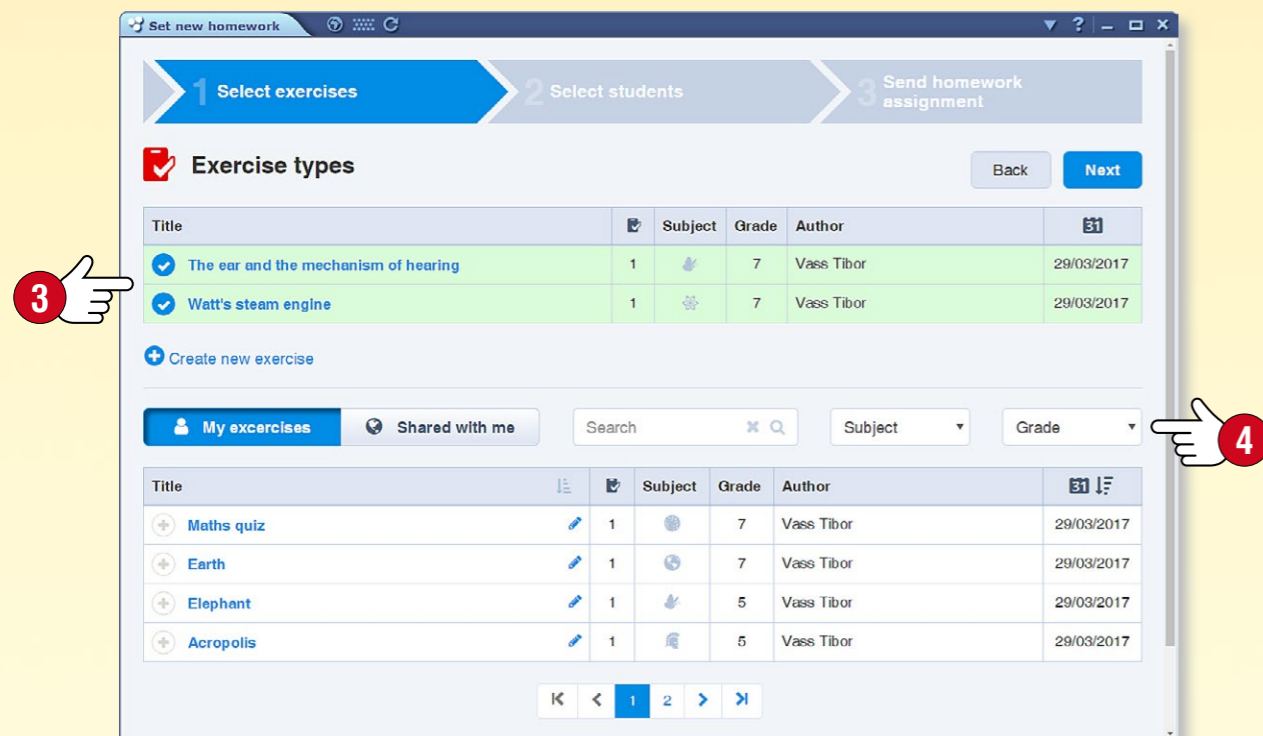 Set new homework ?
1 Select exercises 2 Select students 3 Send homework assignment
Exercise types Back Next
Title Subject Grade Author 31
The ear and the mechanism of hearing 1 7 Vass Tibor 29/03/2017
3
Watt's steam engine 1 7 Vass Tibor 29/03/2017
Create new exercise
My excercises Shared with me Search Subject Grade
4
Title Subject Grade Author 31
Maths quiz 1 7 Vass Tibor 29/03/2017
Earth 1 7 Vass Tibor 29/03/2017
Elephant 1 5 Vass Tibor 29/03/2017
Acropolis 1 5 Vass Tibor 29/03/2017
1 2